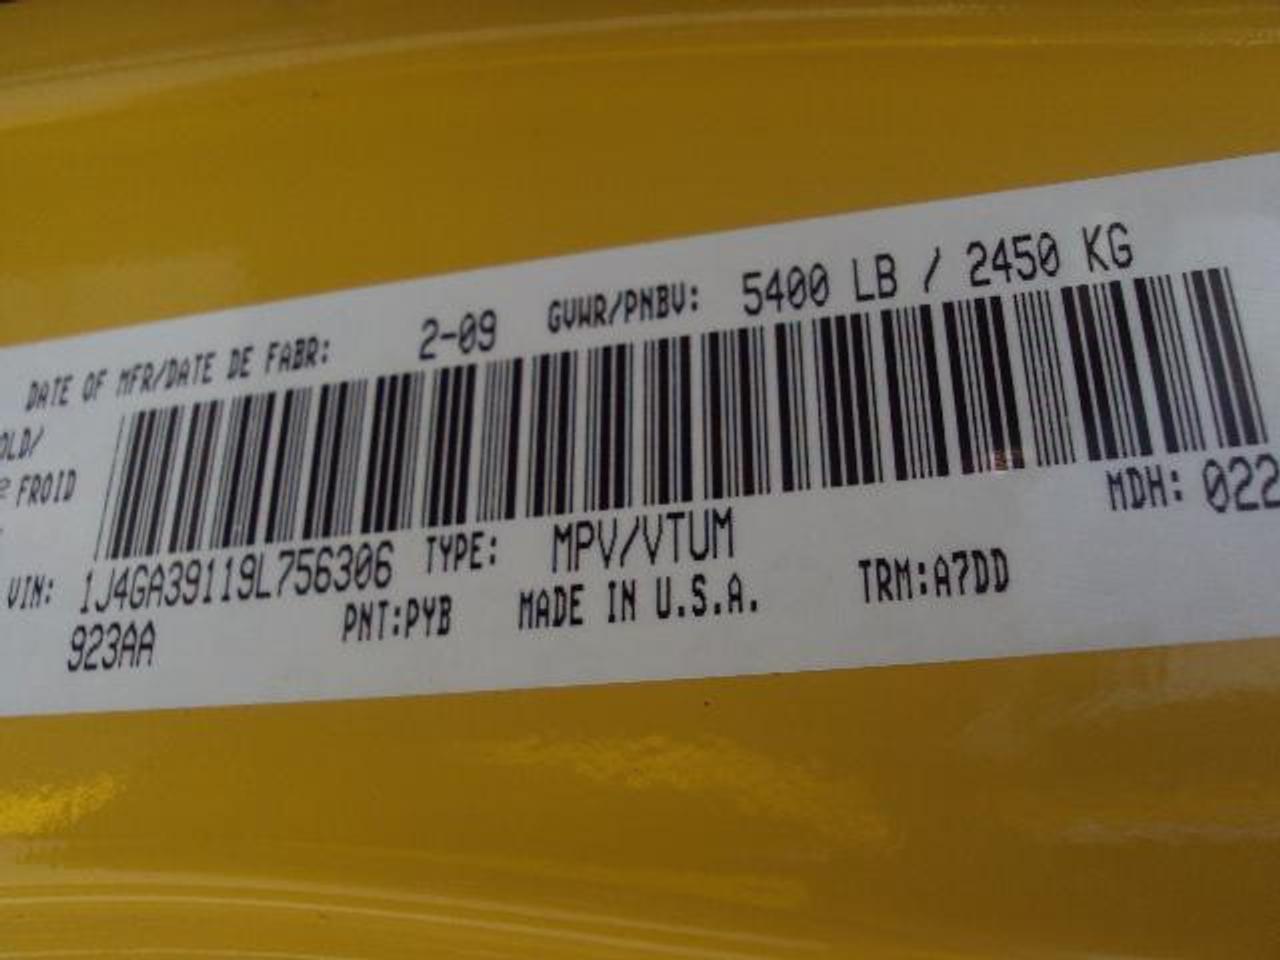 DATE OF MFR/DATE DE FABR: 2-09 GVWR/PNBV: 5400 LB / 2450 KG
OLD/
FROID
MDH: 022
VIN: 1J4GA39119L756306 TYPE: MPV/VTUM
PNT:PYB MADE IN U.S.A. TRM:A7DD
923AA